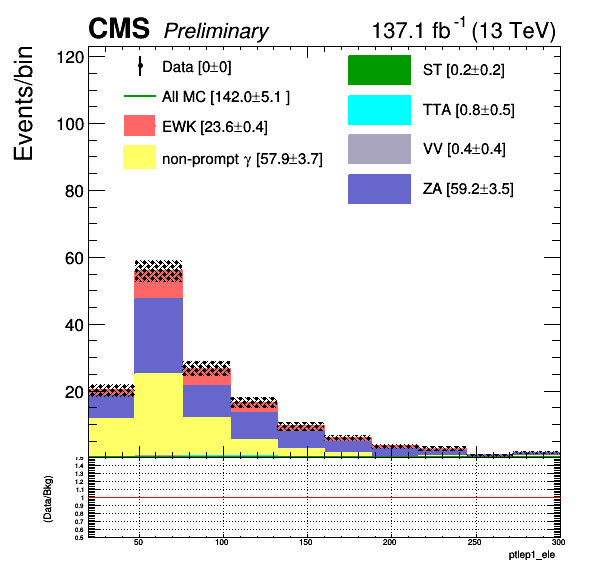 CMS Preliminary 137.1 fb⁻¹ (13 TeV)
Events/bin
120
100
80
60
40
20
Data [0±0]
All MC [142.0±5.1 ]
EWK [23.6±0.4]
non-prompt γ [57.9±3.7]
ST [0.2±0.2]
TTA [0.8±0.5]
VV [0.4±0.4]
ZA [59.2±3.5]
(Data/Bkg)
1.5
1.4
1.3
1.2
1.1
1
0.9
0.8
0.7
0.6
0.5
50 100 150 200 250 300
ptlep1_ele